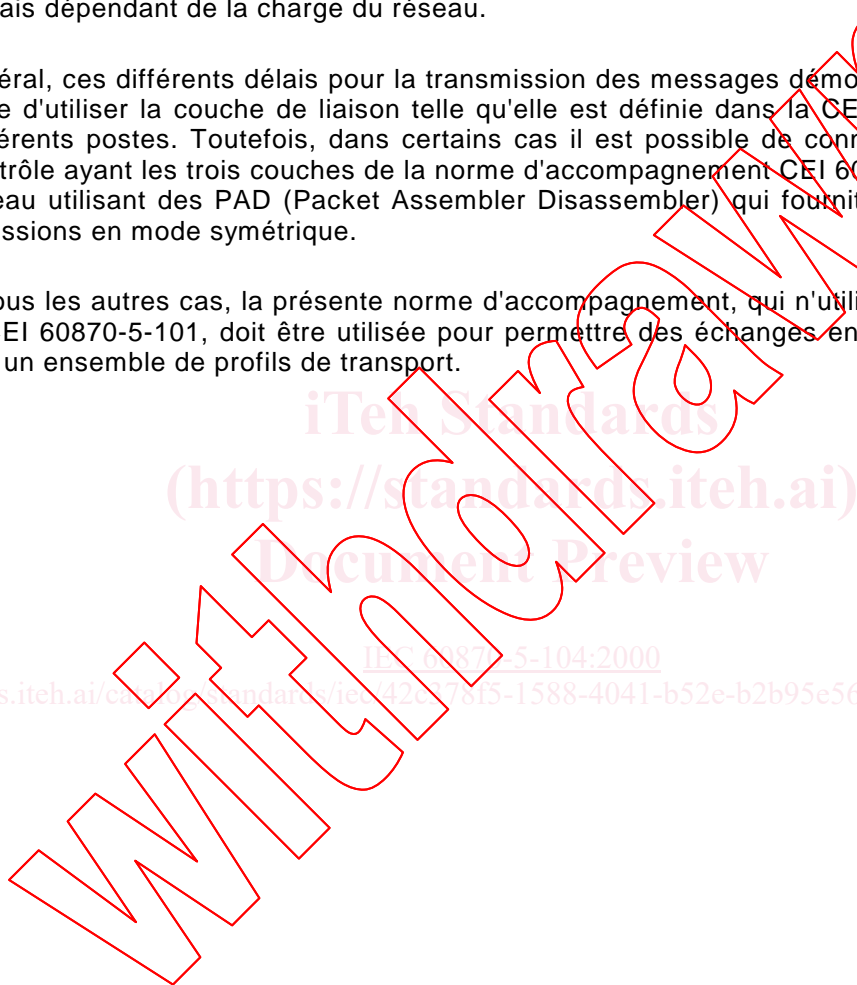 ais dépendant de la charge du réseau.
éral, ces différents délais pour la transmission des messages démo
e d'utiliser la couche de liaison telle qu'elle est définie dans la CE
érents postes. Toutefois, dans certains cas il est possible de conn
trôle ayant les trois couches de la norme d'accompagnement CEI 60
eau utilisant des PAD (Packet Assembler Disassembler) qui fournit
ssions en mode symétrique.
ous les autres cas, la présente norme d'accompagnement, qui n'utili
EI 60870-5-101, doit être utilisée pour permettre des échanges en
un ensemble de profils de transport.
iTeh Standards
(https://standards.iteh.ai)
Document Preview
IEC 60870-5-104:2000
s.iteh.ai/catalog/standards/iec/42c378f5-1588-4041-b52e-b2b95e56
withdrawn